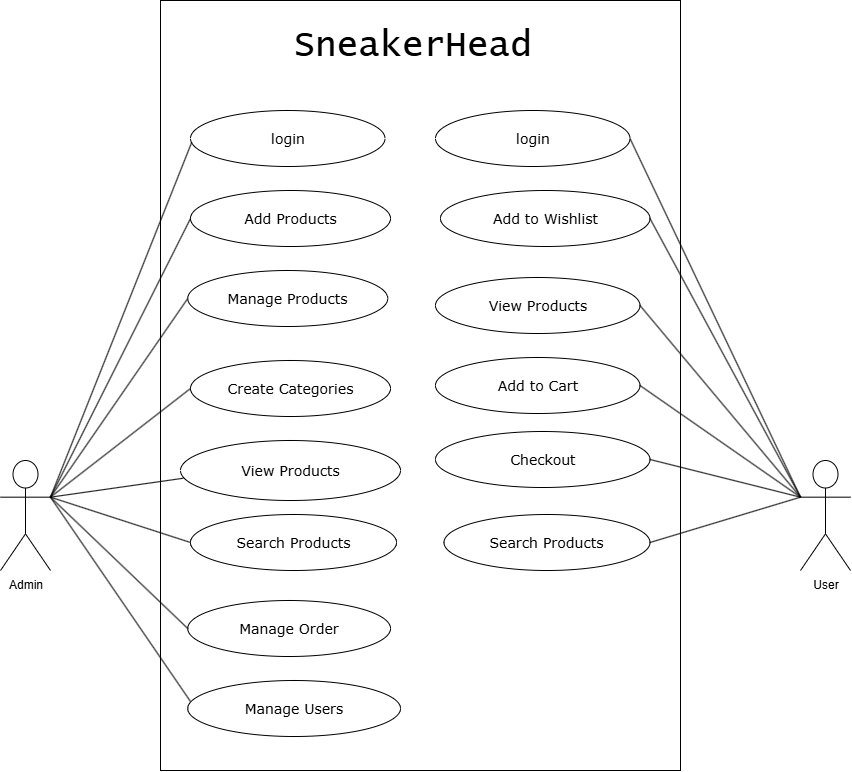 SneakerHead
login
login
Add Products
Add to Wishlist
Manage Products
View Products
Create Categories
Add to Cart
View Products
Checkout
Search Products
Search Products
Admin
User
Manage Order
Manage Users